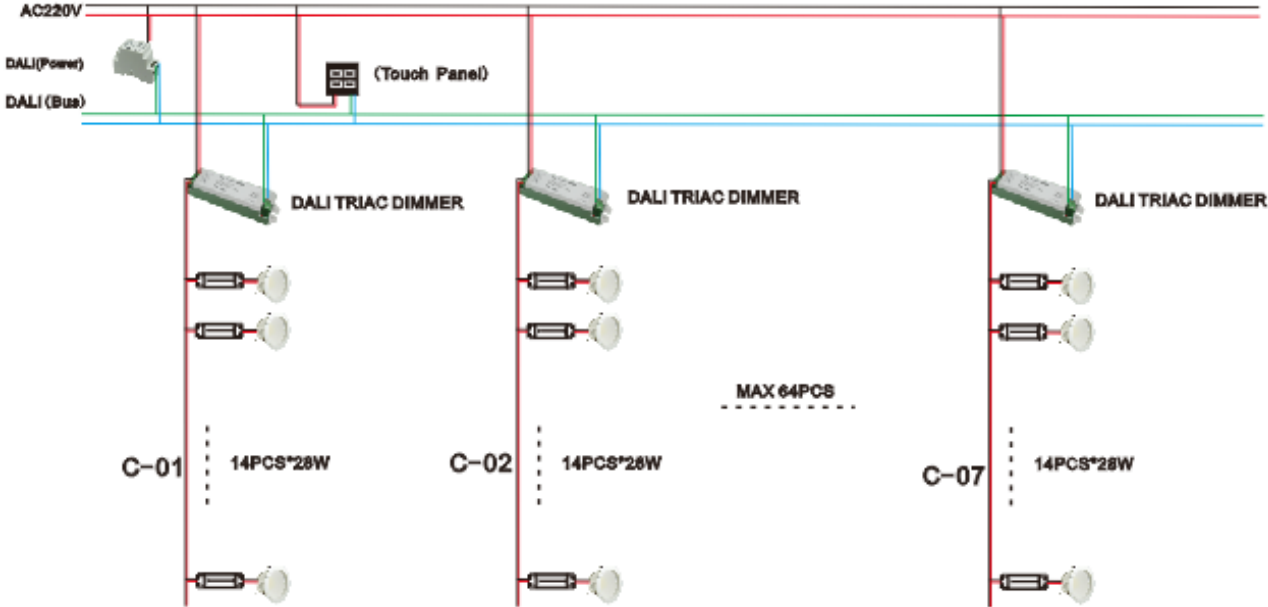 AC220V
DALI(Power)
(Touch Panel)
DALI (Bus)
DALI TRIAC DIMMER
DALI TRIAC DIMMER
DALI TRIAC DIMMER
MAX 64PCS
C-01
14PCS*28W
C-02
14PCS*28W
C-07
14PCS*28W